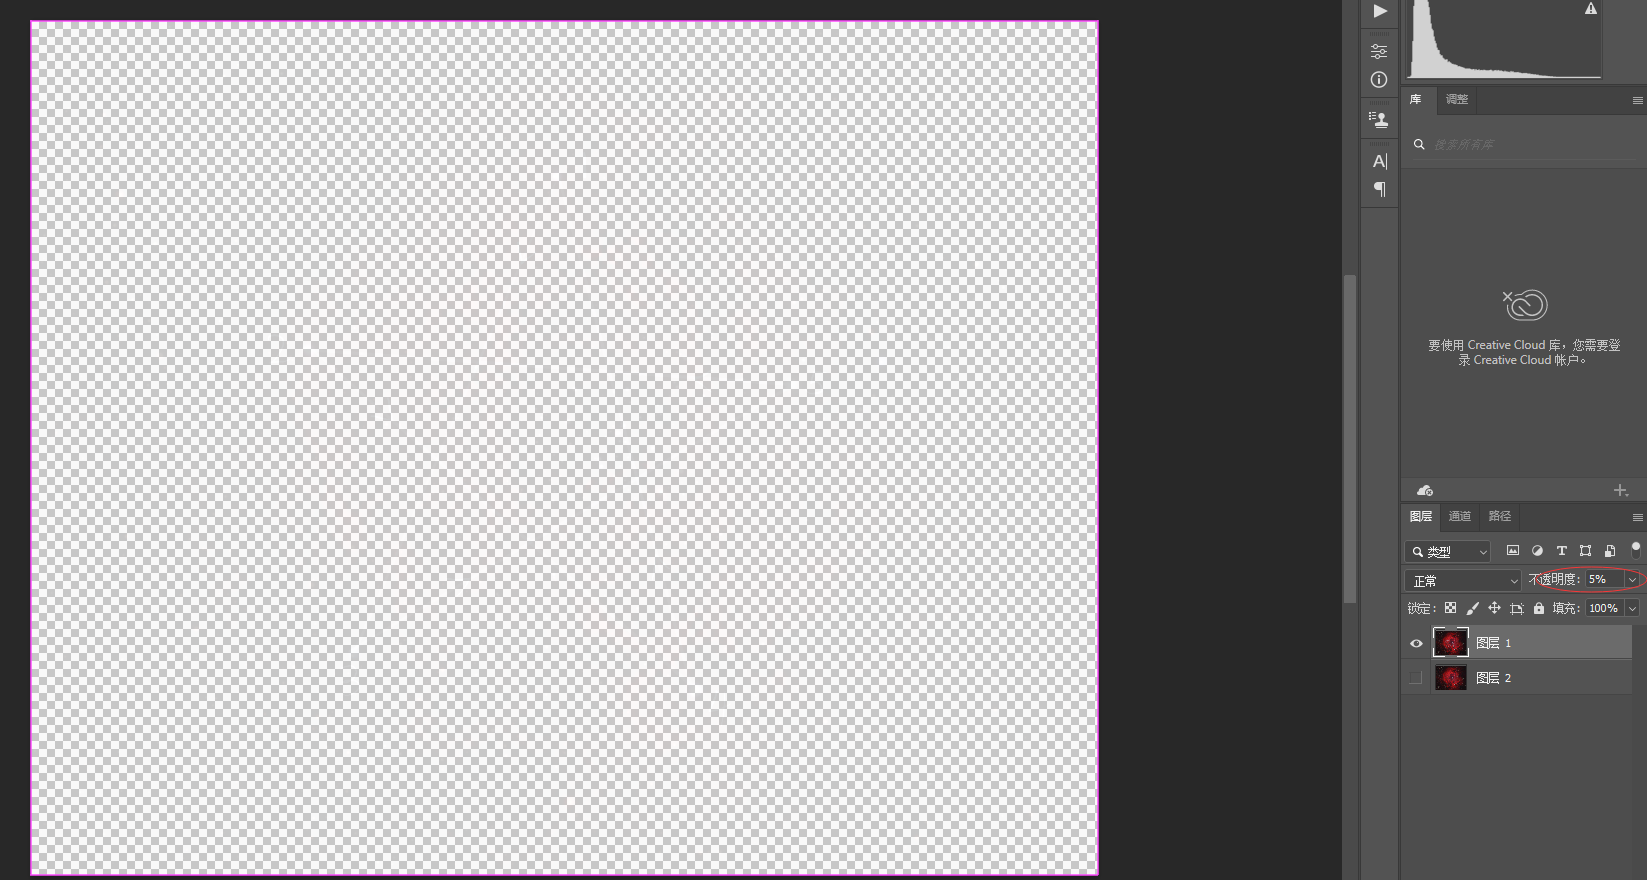 库 调整
搜索所有库
要使用 Creative Cloud 库，您需要登
录 Creative Cloud 帐户。
图层 通道 路径
类型
正常 不透明度: 5%
锁定: 填充: 100%
图层 1
图层 2